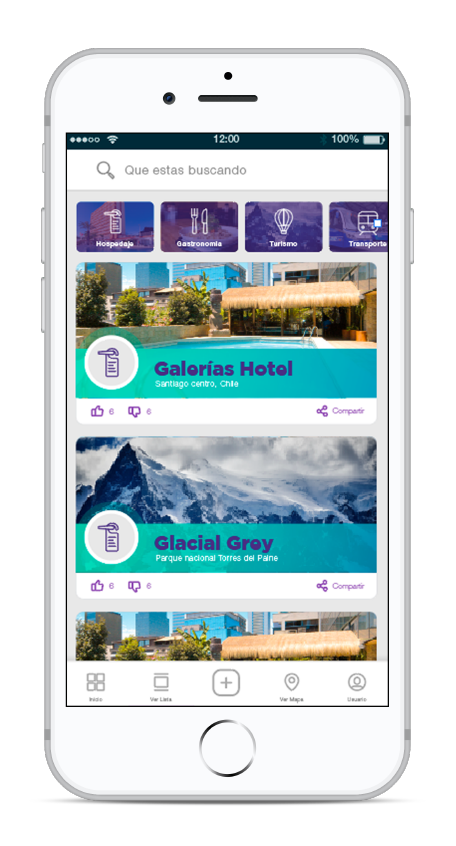 12:00
100%
Que estas buscando
Hospedaje
Gastronomia
Turismo
Transporte
Galerías Hotel
Santiago centro, Chile
6
6
Compartir
Glacial Grey
Parque nacional Torres del Paine
6
6
Compartir
Inicio
Ver Lista
Ver Mapa
Usuario